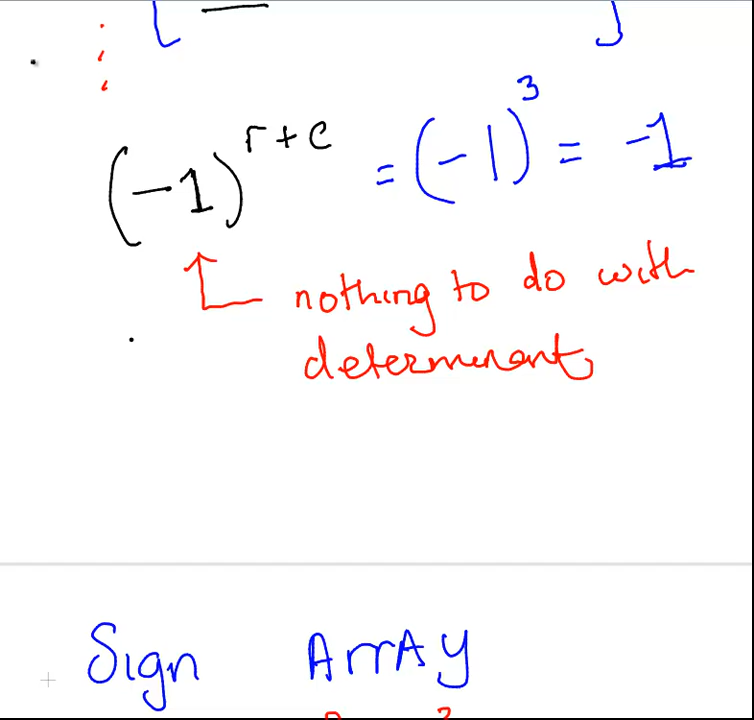 (-1)^{r+c} = (-1)^3 = -1
nothing to do with
determinant
Sign ArrAy